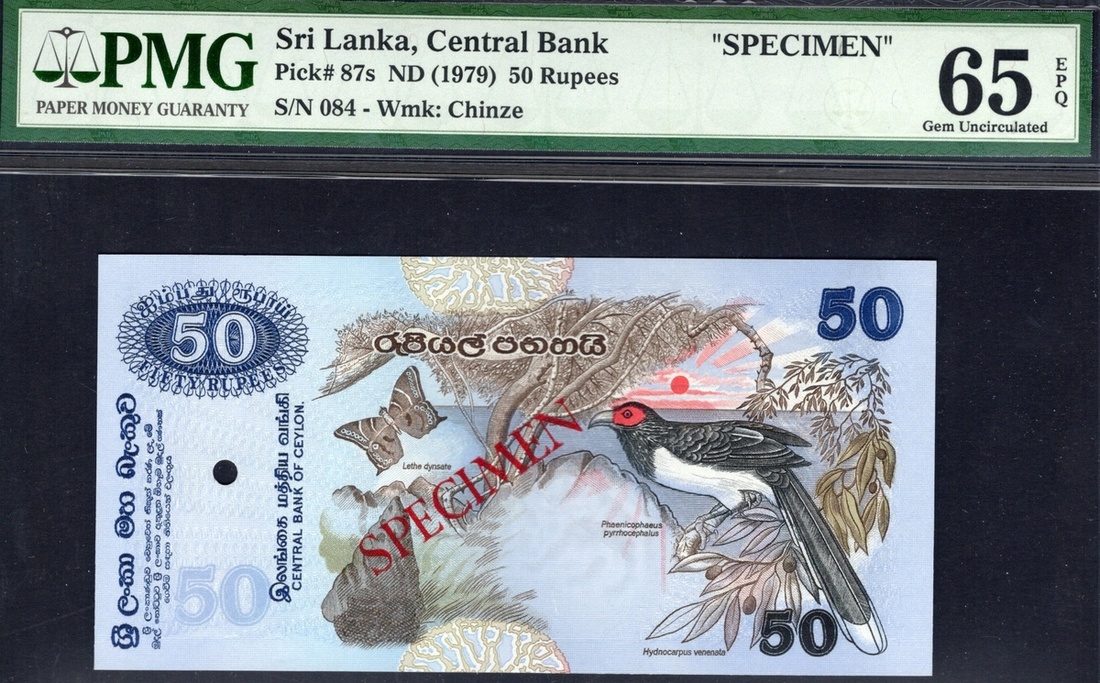 PMG
PAPER MONEY GUARANTY
Sri Lanka, Central Bank
Pick# 87s ND (1979) 50 Rupees
S/N 084 - Wmk: Chinze
"SPECIMEN"
65
EPQ
Gem Uncirculated
ஐம்பது ரூபாய்
50
FIFTY RUPEES
ශ්‍රී ලංකා මහ බැංකුව
இலங்கை மத்திய வங்கி
CENTRAL BANK OF CEYLON.
රුපියල් පනහයි
50
Lethe dynsate
SPECIMEN
Phaenicophaeus
pyrrhocephalus
Hydnocarpus venenata
50
50